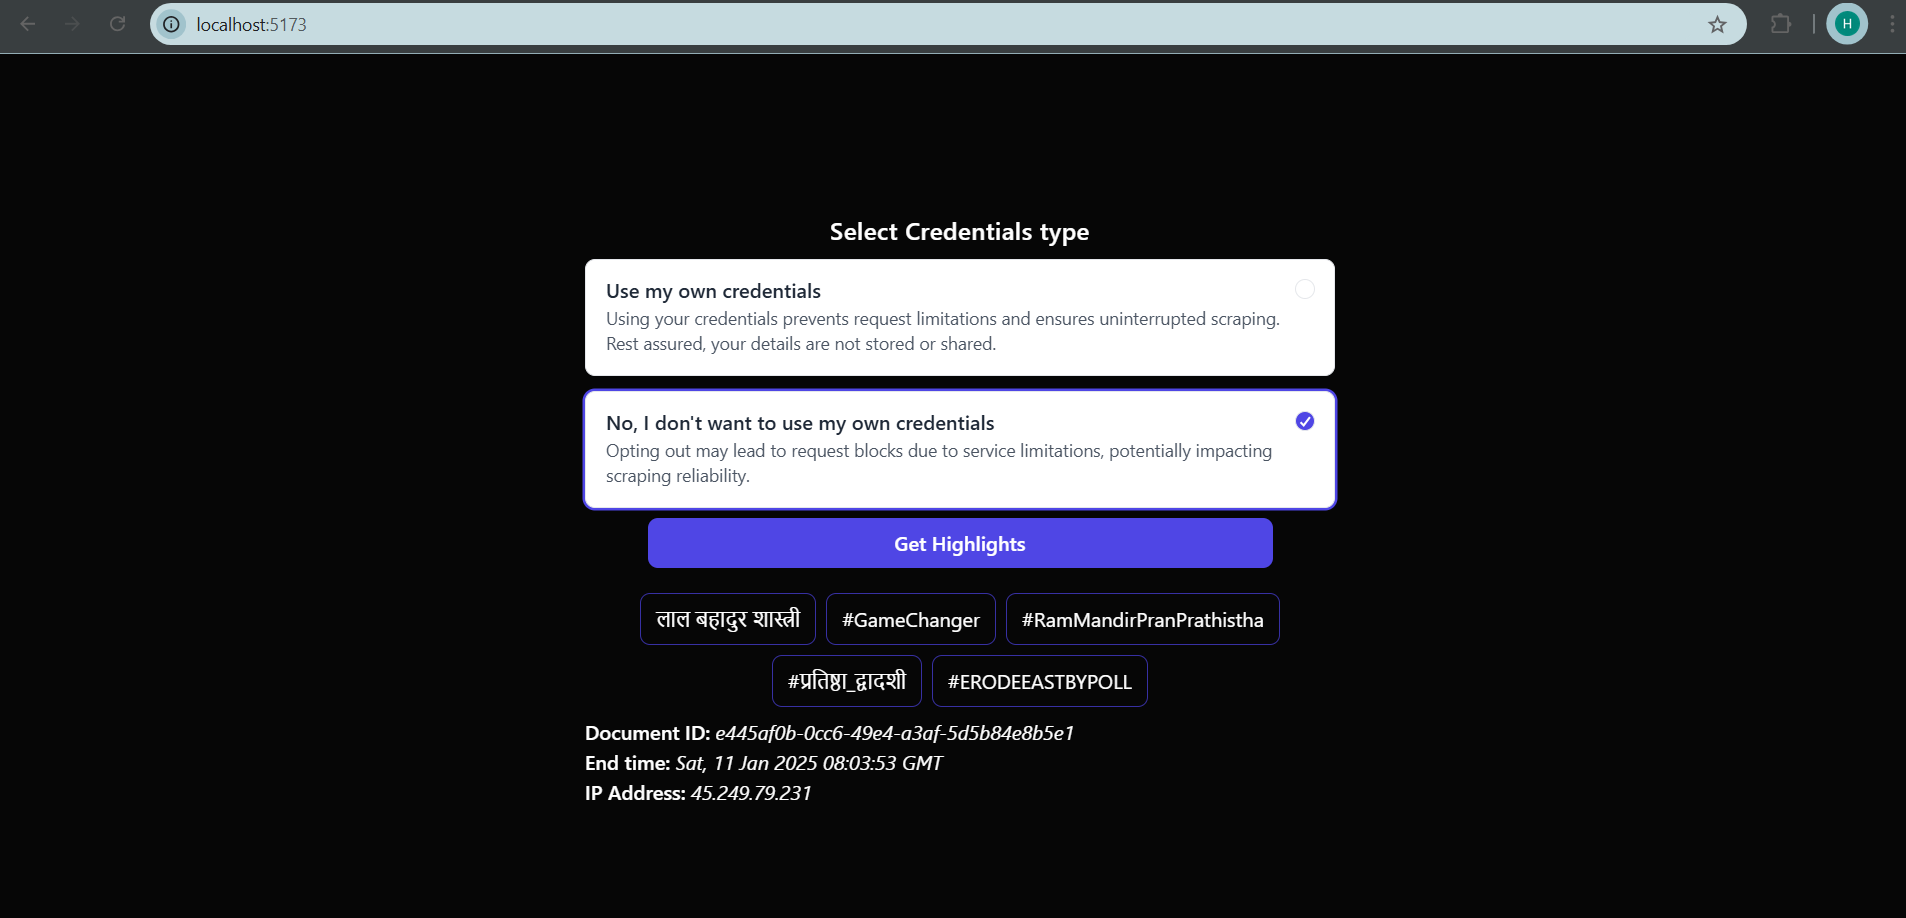 localhost:5173
H
Select Credentials type
Use my own credentials
Using your credentials prevents request limitations and ensures uninterrupted scraping.
Rest assured, your details are not stored or shared.
No, I don't want to use my own credentials
Opting out may lead to request blocks due to service limitations, potentially impacting
scraping reliability.
Get Highlights
लाल बहादुर शास्त्री #GameChanger #RamMandirPranPrathistha
#प्रतिष्ठा_द्वादशी #ERODEEASTBYPOLL
Document ID: e445af0b-0cc6-49e4-a3af-5d5b84e8b5e1
End time: Sat, 11 Jan 2025 08:03:53 GMT
IP Address: 45.249.79.231